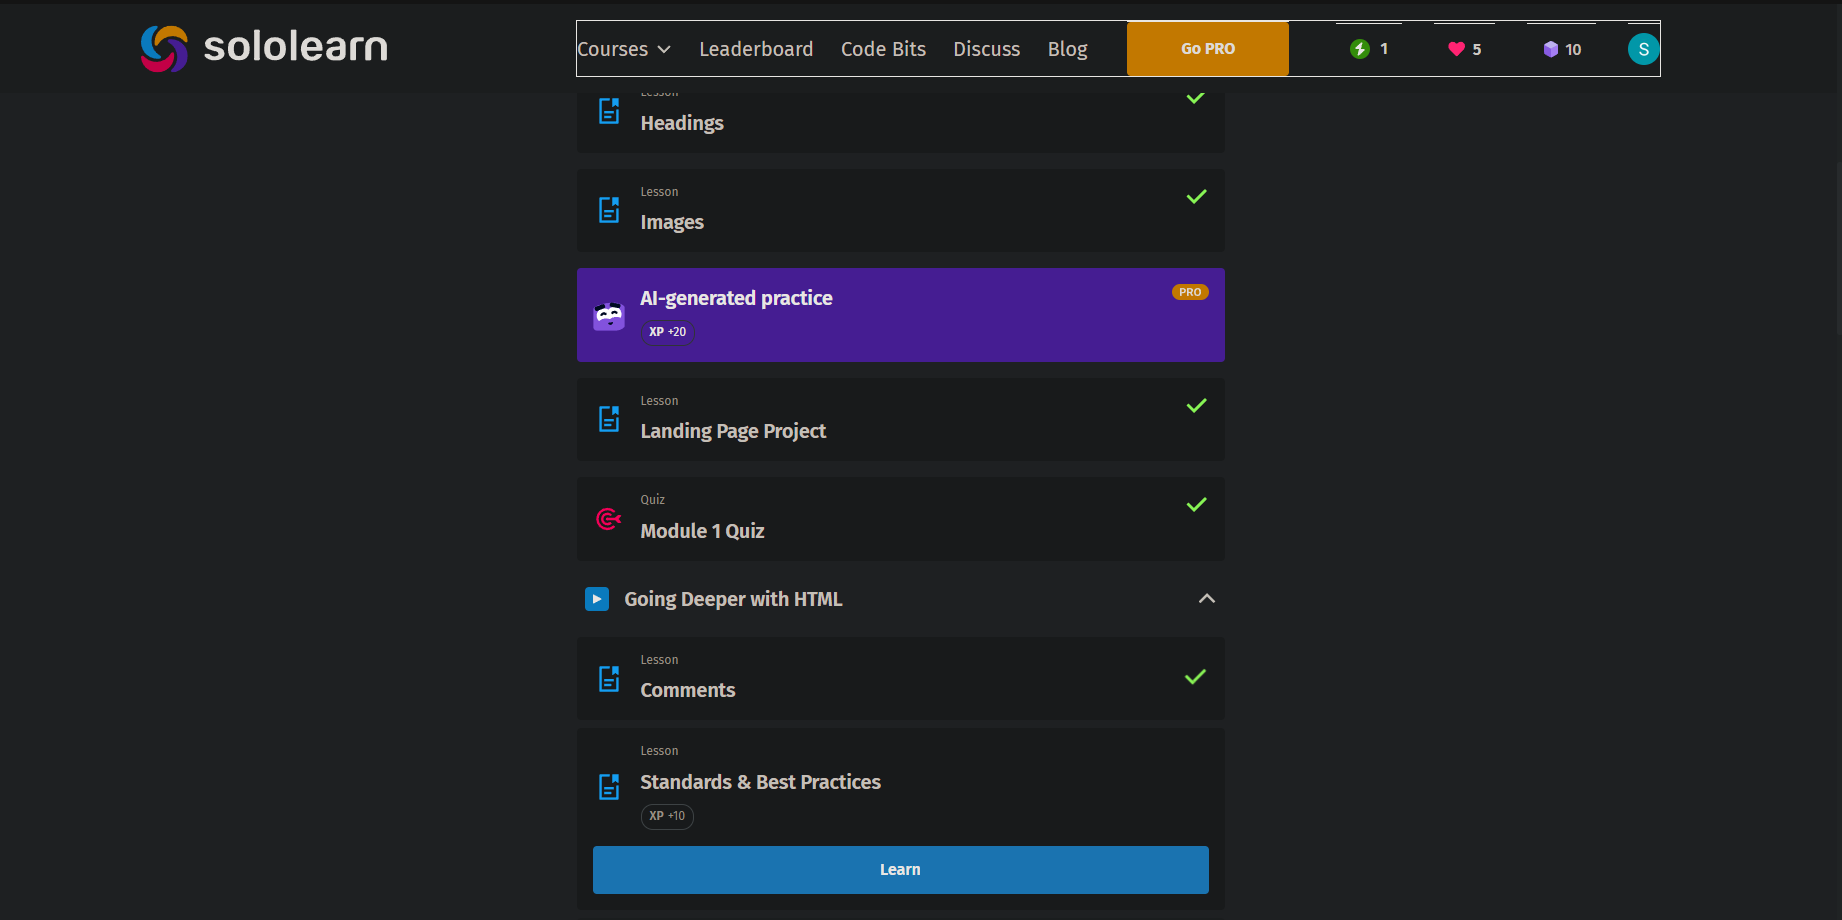 sololearn
Courses Leaderboard Code Bits Discuss Blog Go PRO 1 5 10 S
Lesson
Headings
Lesson
Images
AI-generated practice PRO
XP +20
Lesson
Landing Page Project
Quiz
Module 1 Quiz
Going Deeper with HTML
Lesson
Comments
Lesson
Standards & Best Practices
XP +10
Learn